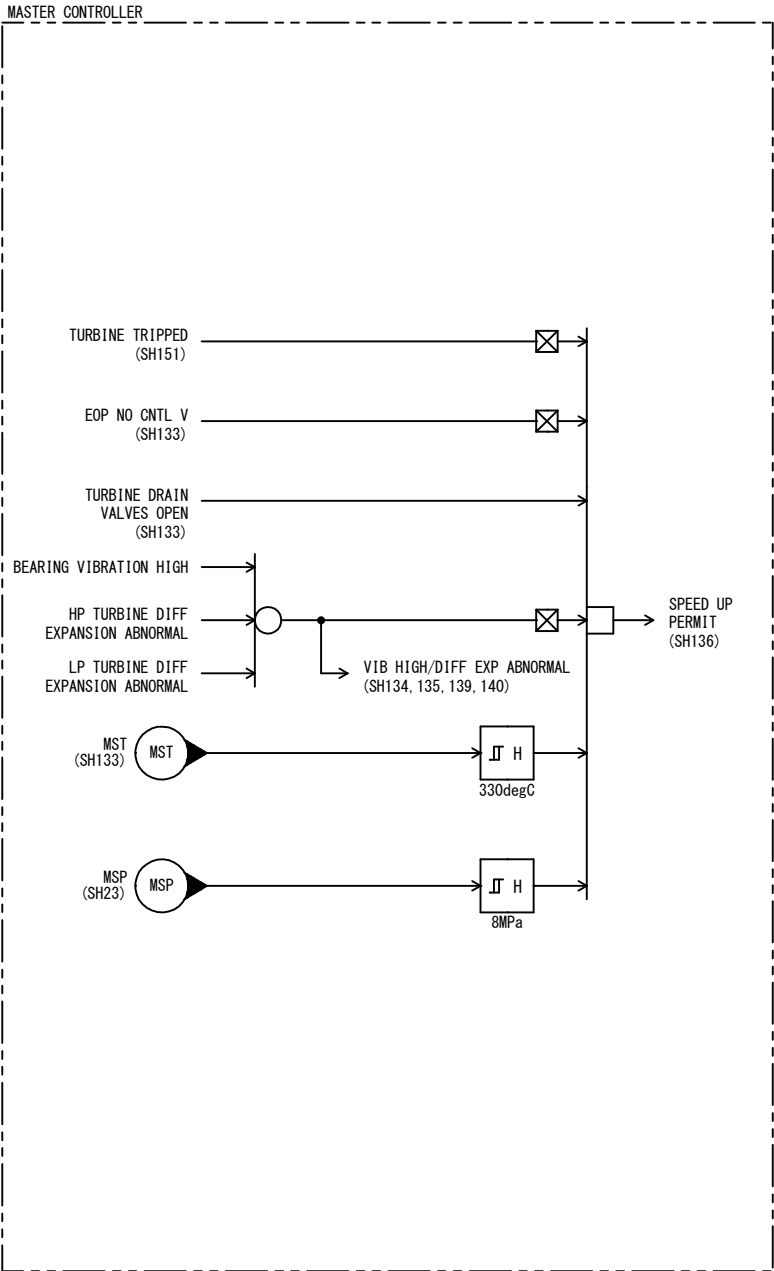 MASTER CONTROLLER
TURBINE TRIPPED
(SH151)
EOP NO CNTL V
(SH133)
TURBINE DRAIN
VALVES OPEN
(SH133)
BEARING VIBRATION HIGH
HP TURBINE DIFF
EXPANSION ABNORMAL
LP TURBINE DIFF
EXPANSION ABNORMAL
VIB HIGH/DIFF EXP ABNORMAL
(SH134, 135, 139, 140)
SPEED UP
PERMIT
(SH136)
MST
(SH133)
MST
H
330degC
MSP
(SH23)
MSP
H
8MPa